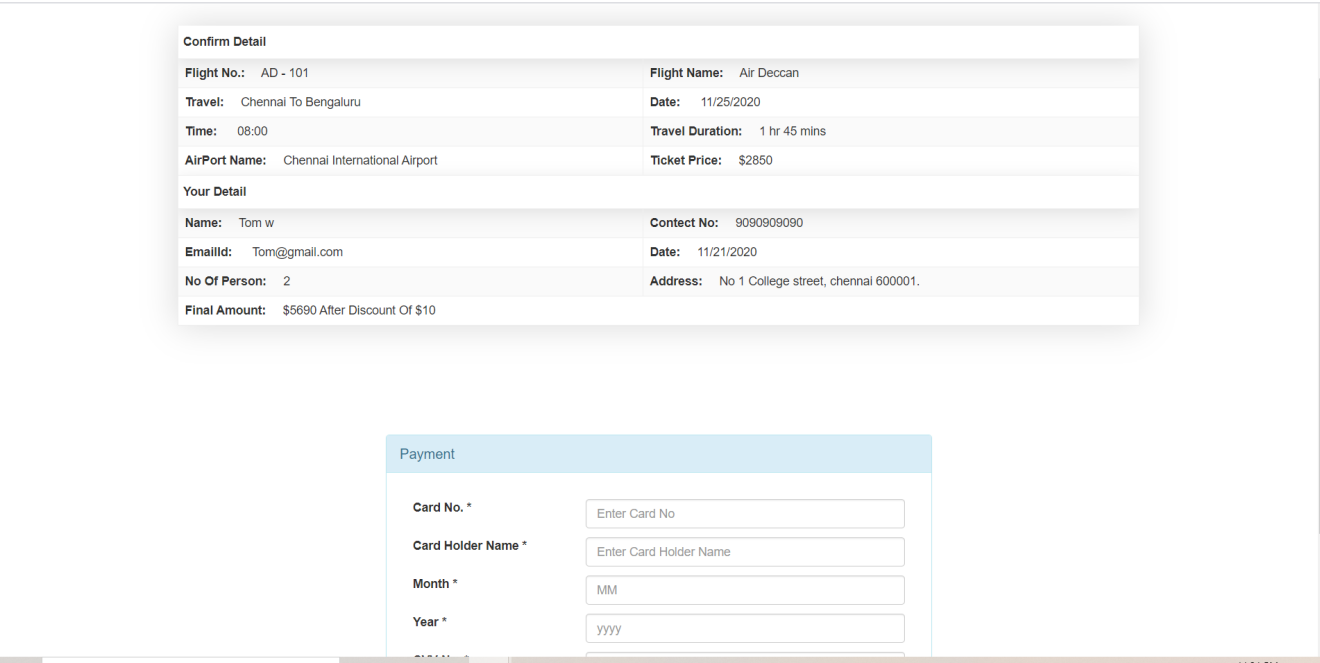 Confirm Detail
Flight No.: AD - 101 Flight Name: Air Deccan
Travel: Chennai To Bengaluru Date: 11/25/2020
Time: 08:00 Travel Duration: 1 hr 45 mins
AirPort Name: Chennai International Airport Ticket Price: $2850
Your Detail
Name: Tom w Contect No: 9090909090
EmailId: Tom@gmail.com Date: 11/21/2020
No Of Person: 2 Address: No 1 College street, chennai 600001.
Final Amount: $5690 After Discount Of $10
Payment
Card No. * Enter Card No
Card Holder Name * Enter Card Holder Name
Month * MM
Year * yyyy